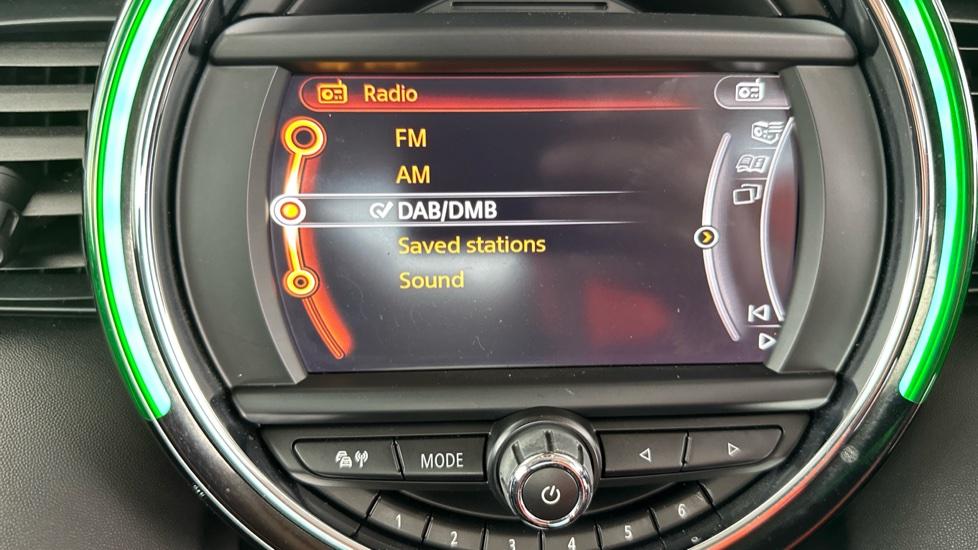 Radio
FM
AM
DAB/DMB
Saved stations
Sound
MODE
1
2
3
4
5
6